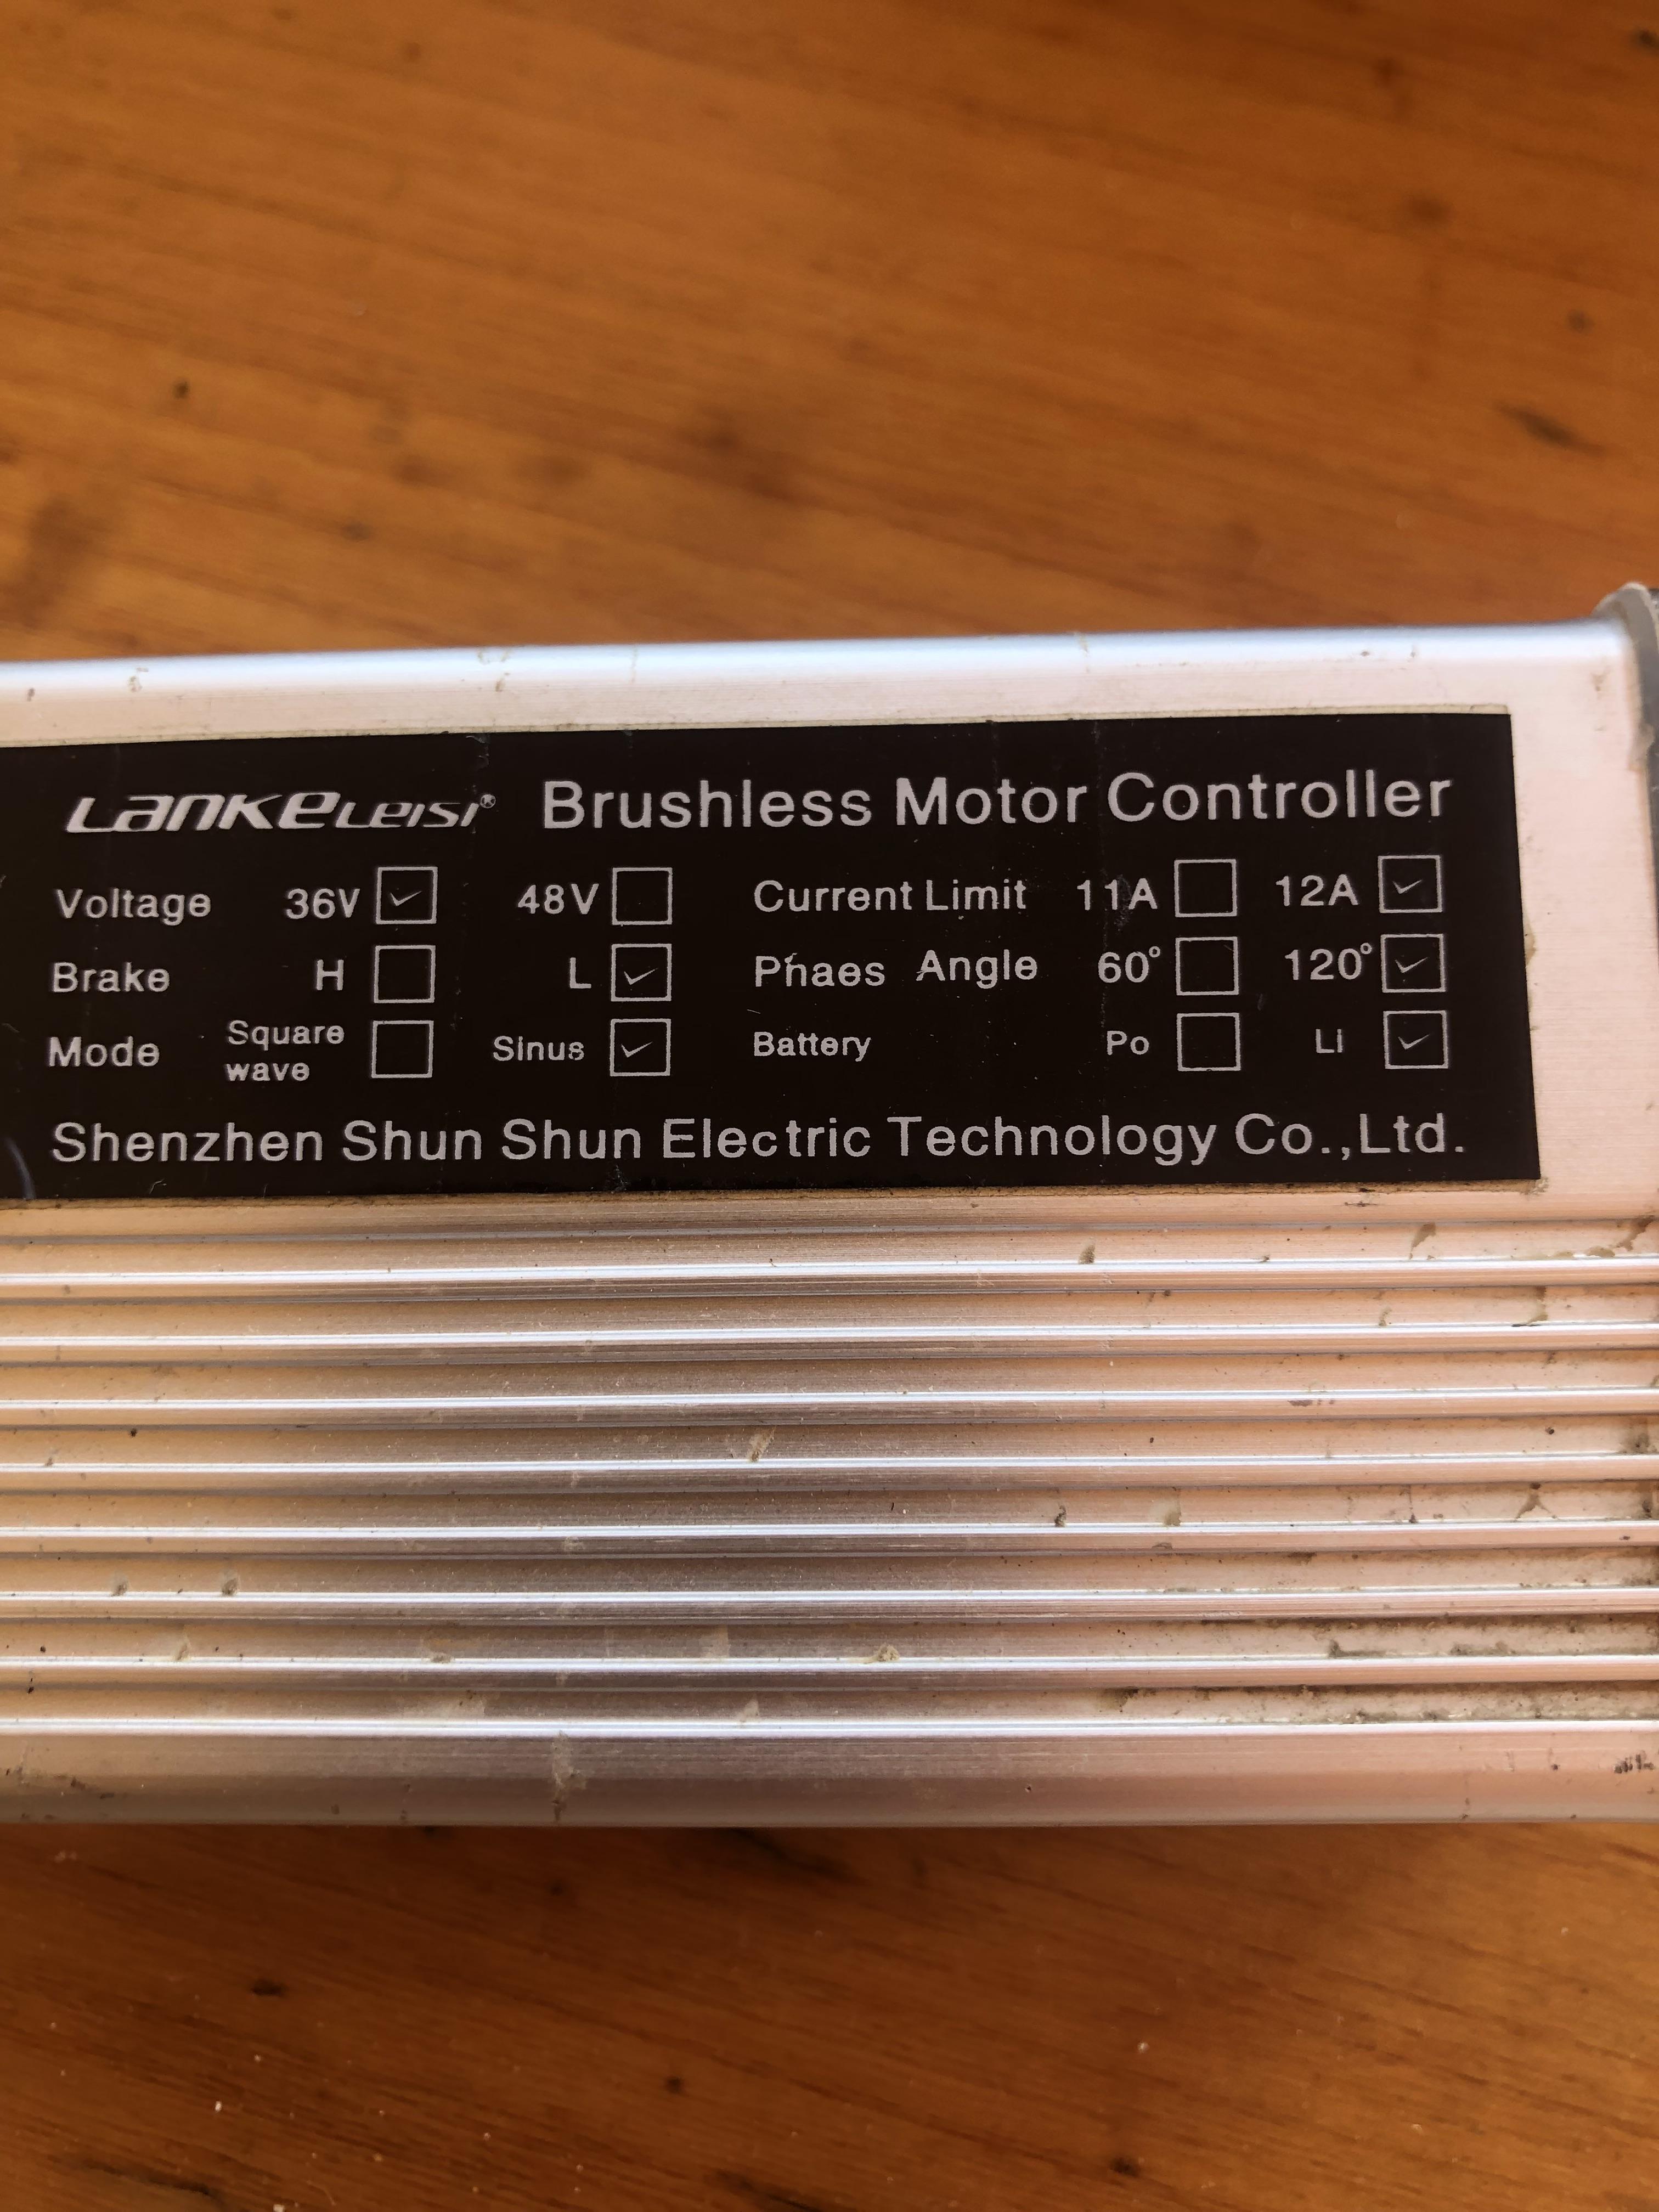 LANKELEISI® Brushless Motor Controller
Voltage 36V ✓ 48V Current Limit 11A 12A ✓
Brake H L ✓ Phaes Angle 60° 120° ✓
Mode Square wave Sinus ✓ Battery Po Li ✓
Shenzhen Shun Shun Electric Technology Co.,Ltd.